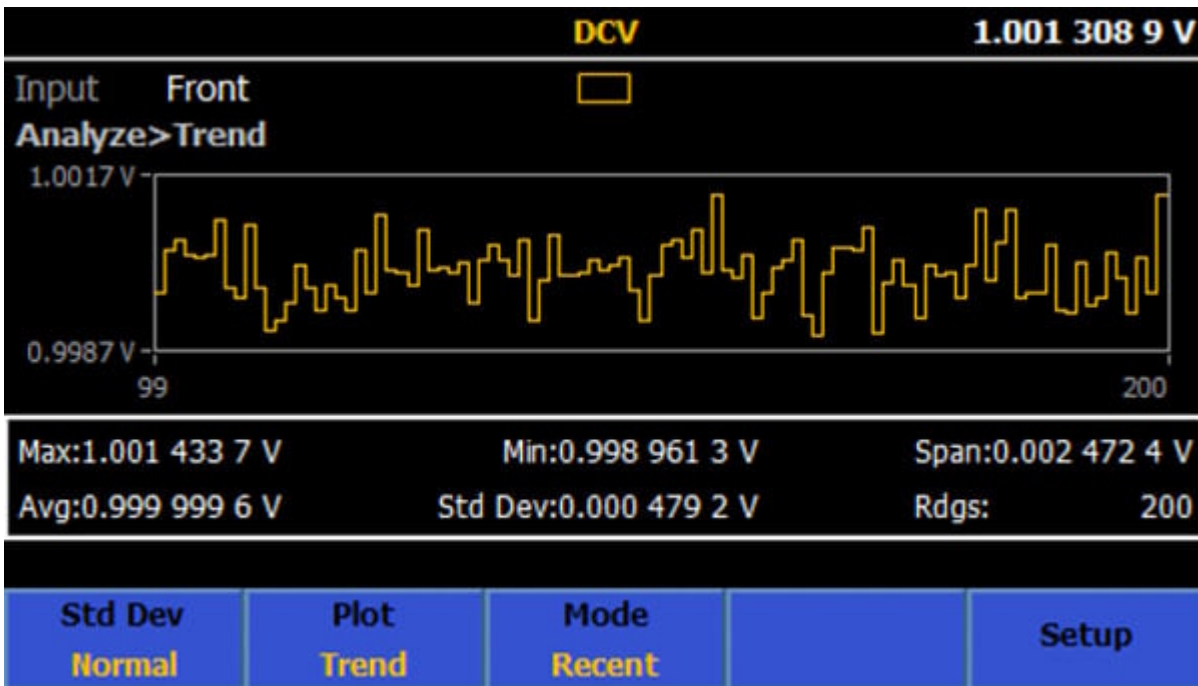 DCV 1.001 308 9 V
Input Front
Analyze>Trend
1.0017 V
0.9987 V
99 200
Max:1.001 433 7 V Min:0.998 961 3 V Span:0.002 472 4 V
Avg:0.999 999 6 V Std Dev:0.000 479 2 V Rdgs: 200
Std Dev Plot Mode Setup
Normal Trend Recent